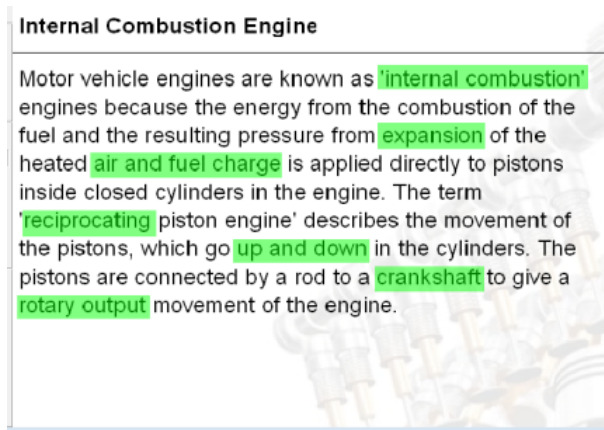 Internal Combustion Engine
Motor vehicle engines are known as 'internal combustion'
engines because the energy from the combustion of the
fuel and the resulting pressure from expansion of the
heated air and fuel charge is applied directly to pistons
inside closed cylinders in the engine. The term
'reciprocating piston engine' describes the movement of
the pistons, which go up and down in the cylinders. The
pistons are connected by a rod to a crankshaft to give a
rotary output movement of the engine.